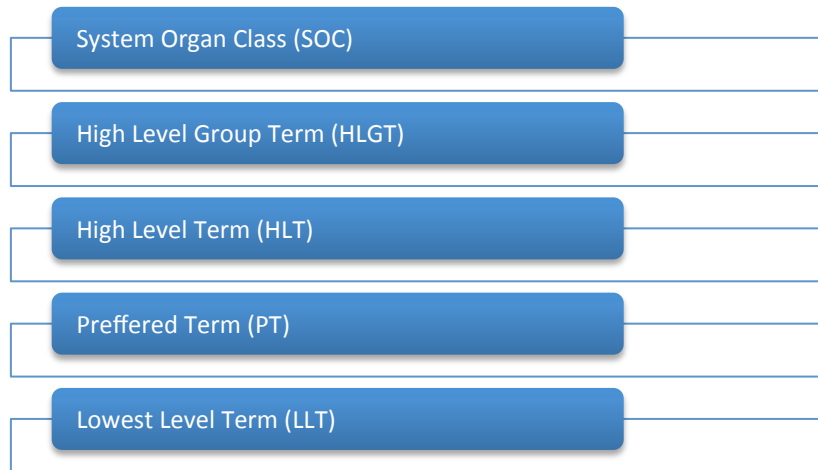 System Organ Class (SOC)
High Level Group Term (HLGT)
High Level Term (HLT)
Preffered Term (PT)
Lowest Level Term (LLT)